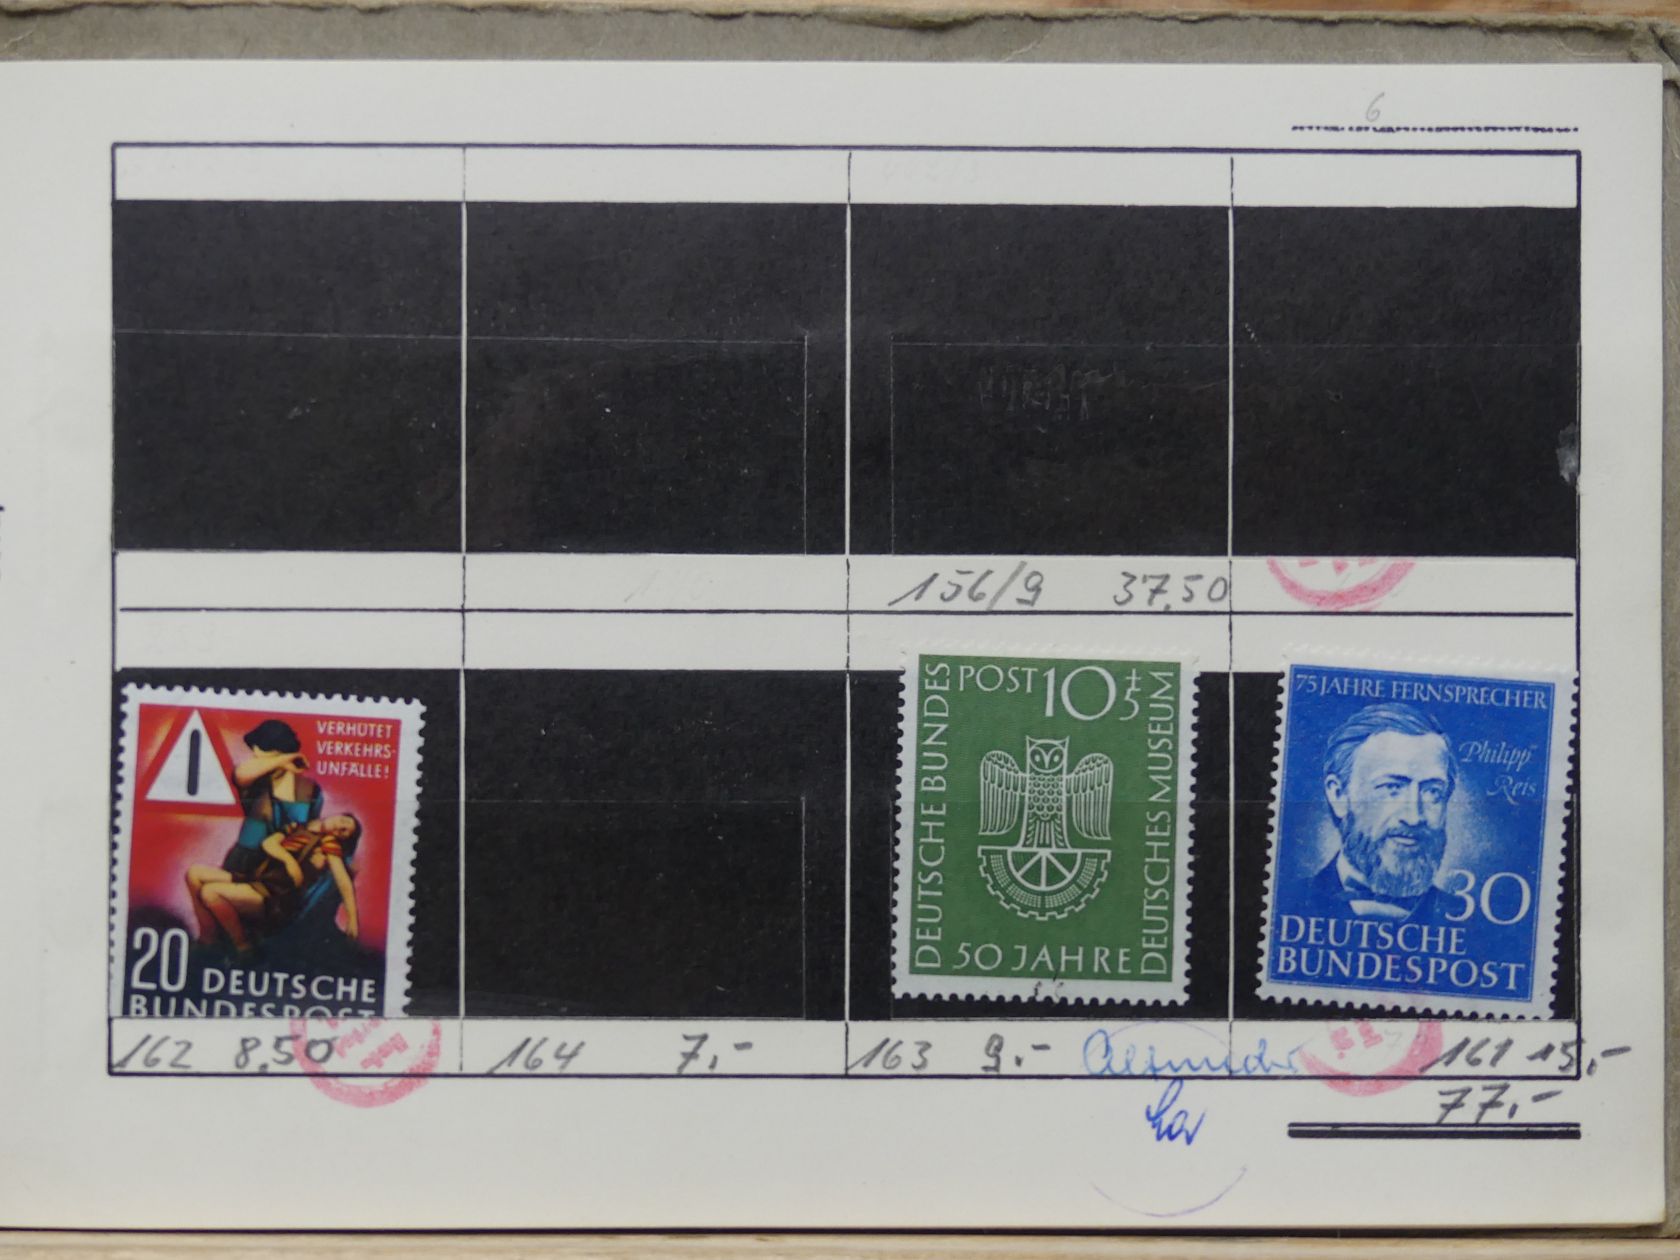 6
156/9 37,50
VERHÜTET
VERKEHRS-
UNFÄLLE!
20 DEUTSCHE
BUNDESPOST
DEUTSCHE BUNDES
POST 10+5
DEUTSCHES MUSEUM
50 JAHRE
75 JAHRE FERNSPRECHER
Philipp
Reis
30
DEUTSCHE
BUNDESPOST
162 8,50
164 7,-
163 9,-
161 15,-
77,-